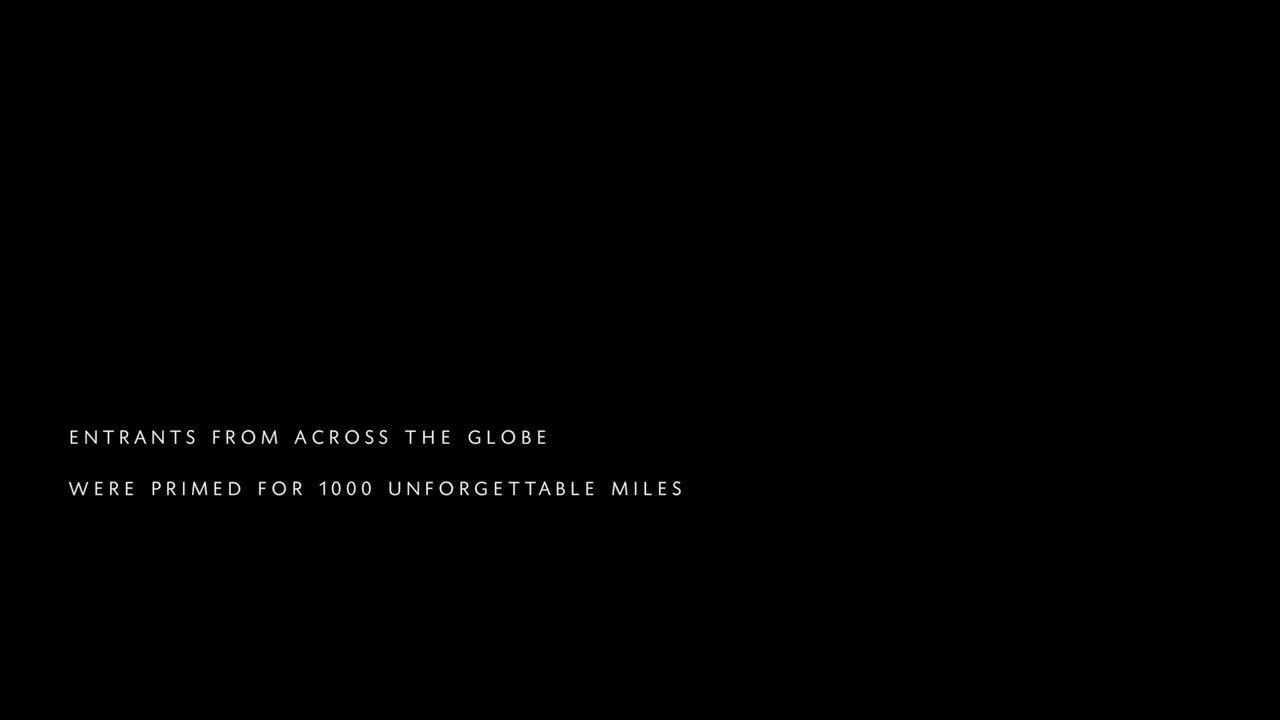 ENTRANTS FROM ACROSS THE GLOBE
WERE PRIMED FOR 1000 UNFORGETTABLE MILES